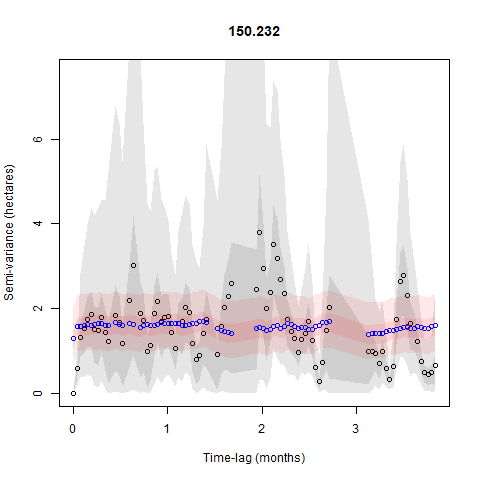 150.232
Semi-variance (hectares)
6
4
2
0
0 1 2 3
Time-lag (months)